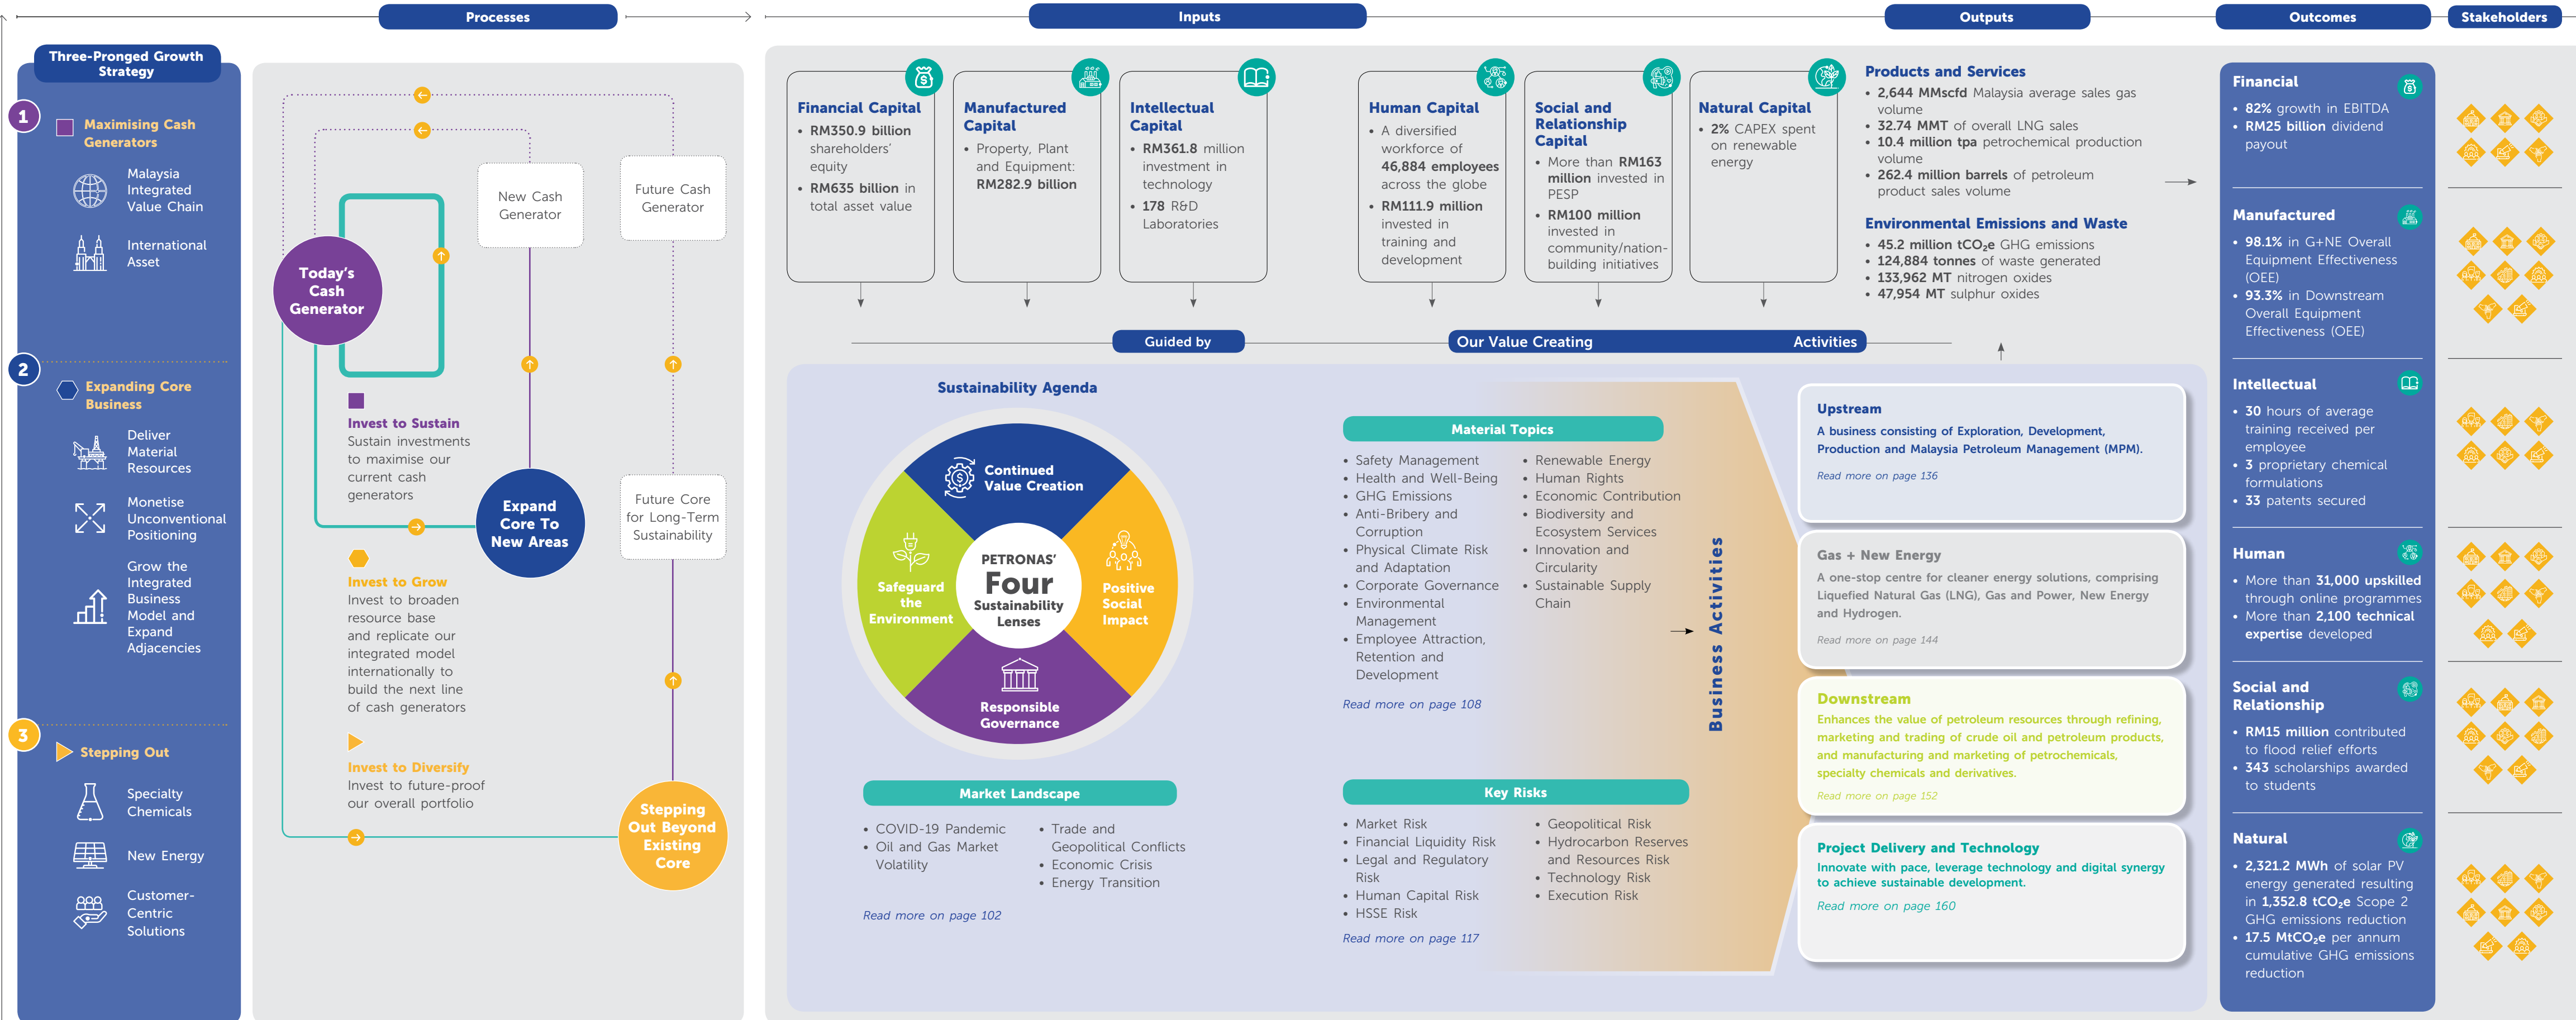 Processes
Inputs
Outputs
Outcomes
Stakeholders
Three-Pronged Growth
Strategy
1
Maximising Cash
Generators
Malaysia
Integrated
Value Chain
International
Asset
2
Expanding Core
Business
Deliver
Material
Resources
Monetise
Unconventional
Positioning
Grow the
Integrated
Business
Model and
Expand
Adjacencies
3
Stepping Out
Specialty
Chemicals
New Energy
Customer-
Centric
Solutions
Today's
Cash
Generator
New Cash
Generator
Future Cash
Generator
Invest to Sustain
Sustain investments
to maximise our
current cash
generators
Expand
Core To
New Areas
Future Core
for Long-Term
Sustainability
Invest to Grow
Invest to broaden
resource base
and replicate our
integrated model
internationally to
build the next line
of cash generators
Invest to Diversify
Invest to future-proof
our overall portfolio
Stepping
Out Beyond
Existing
Core
Financial Capital
• RM350.9 billion
shareholders'
equity
• RM635 billion in
total asset value
Manufactured
Capital
• Property, Plant
and Equipment:
RM282.9 billion
Intellectual
Capital
• RM361.8 million
investment in
technology
• 178 R&D
Laboratories
Human Capital
• A diversified
workforce of
46,884 employees
across the globe
• RM111.9 million
invested in
training and
development
Social and
Relationship
Capital
• More than RM163
million invested in
PESP
• RM100 million
invested in
community/nation-
building initiatives
Natural Capital
• 2% CAPEX spent
on renewable
energy
Products and Services
• 2,644 MMscfd Malaysia average sales gas
volume
• 32.74 MMT of overall LNG sales
• 10.4 million tpa petrochemical production
volume
• 262.4 million barrels of petroleum
product sales volume
Environmental Emissions and Waste
• 45.2 million tCO₂e GHG emissions
• 124,884 tonnes of waste generated
• 133,962 MT nitrogen oxides
• 47,954 MT sulphur oxides
Guided by
Our Value Creating Activities
Sustainability Agenda
Continued
Value Creation
Safeguard
the
Environment
PETRONAS'
Four
Sustainability
Lenses
Positive
Social
Impact
Responsible
Governance
Market Landscape
• COVID-19 Pandemic
• Oil and Gas Market
Volatility
• Trade and
Geopolitical Conflicts
• Economic Crisis
• Energy Transition
Read more on page 102
Material Topics
• Safety Management
• Health and Well-Being
• GHG Emissions
• Anti-Bribery and
Corruption
• Physical Climate Risk
and Adaptation
• Corporate Governance
• Environmental
Management
• Employee Attraction,
Retention and
Development
• Renewable Energy
• Human Rights
• Economic Contribution
• Biodiversity and
Ecosystem Services
• Innovation and
Circularity
• Sustainable Supply
Chain
Read more on page 108
Key Risks
• Market Risk
• Financial Liquidity Risk
• Legal and Regulatory
Risk
• Human Capital Risk
• HSSE Risk
• Geopolitical Risk
• Hydrocarbon Reserves
and Resources Risk
• Technology Risk
• Execution Risk
Read more on page 117
Business Activities
Upstream
A business consisting of Exploration, Development,
Production and Malaysia Petroleum Management (MPM).
Read more on page 136
Gas + New Energy
A one-stop centre for cleaner energy solutions, comprising
Liquefied Natural Gas (LNG), Gas and Power, New Energy
and Hydrogen.
Read more on page 144
Downstream
Enhances the value of petroleum resources through refining,
marketing and trading of crude oil and petroleum products,
and manufacturing and marketing of petrochemicals,
specialty chemicals and derivatives.
Read more on page 152
Project Delivery and Technology
Innovate with pace, leverage technology and digital synergy
to achieve sustainable development.
Read more on page 160
Financial
• 82% growth in EBITDA
• RM25 billion dividend
payout
Manufactured
• 98.1% in G+NE Overall
Equipment Effectiveness
(OEE)
• 93.3% in Downstream
Overall Equipment
Effectiveness (OEE)
Intellectual
• 30 hours of average
training received per
employee
• 3 proprietary chemical
formulations
• 33 patents secured
Human
• More than 31,000 upskilled
through online programmes
• More than 2,100 technical
expertise developed
Social and
Relationship
• RM15 million contributed
to flood relief efforts
• 343 scholarships awarded
to students
Natural
• 2,321.2 MWh of solar PV
energy generated resulting
in 1,352.8 tCO₂e Scope 2
GHG emissions reduction
• 17.5 MtCO₂e per annum
cumulative GHG emissions
reduction